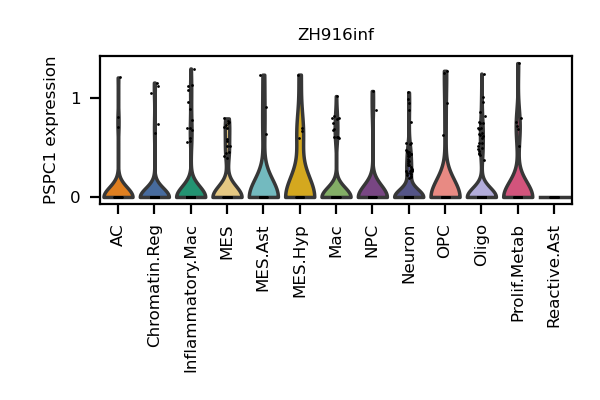 ZH916inf
PSPC1 expression
1
0
AC
Chromatin.Reg
Inflammatory.Mac
MES
MES.Ast
MES.Hyp
Mac
NPC
Neuron
OPC
Oligo
Prolif.Metab
Reactive.Ast